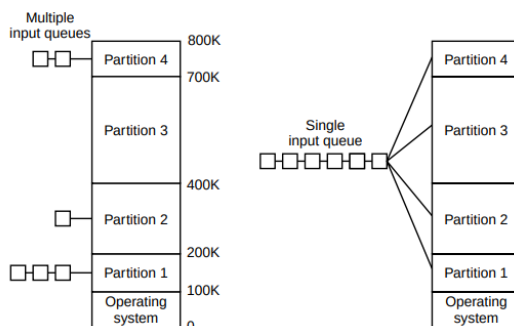 Multiple
input queues
800K
Partition 4
700K
Partition 3
400K
Partition 2
200K
Partition 1
100K
Operating
system
0
Single
input queue
Partition 4
Partition 3
Partition 2
Partition 1
Operating
system